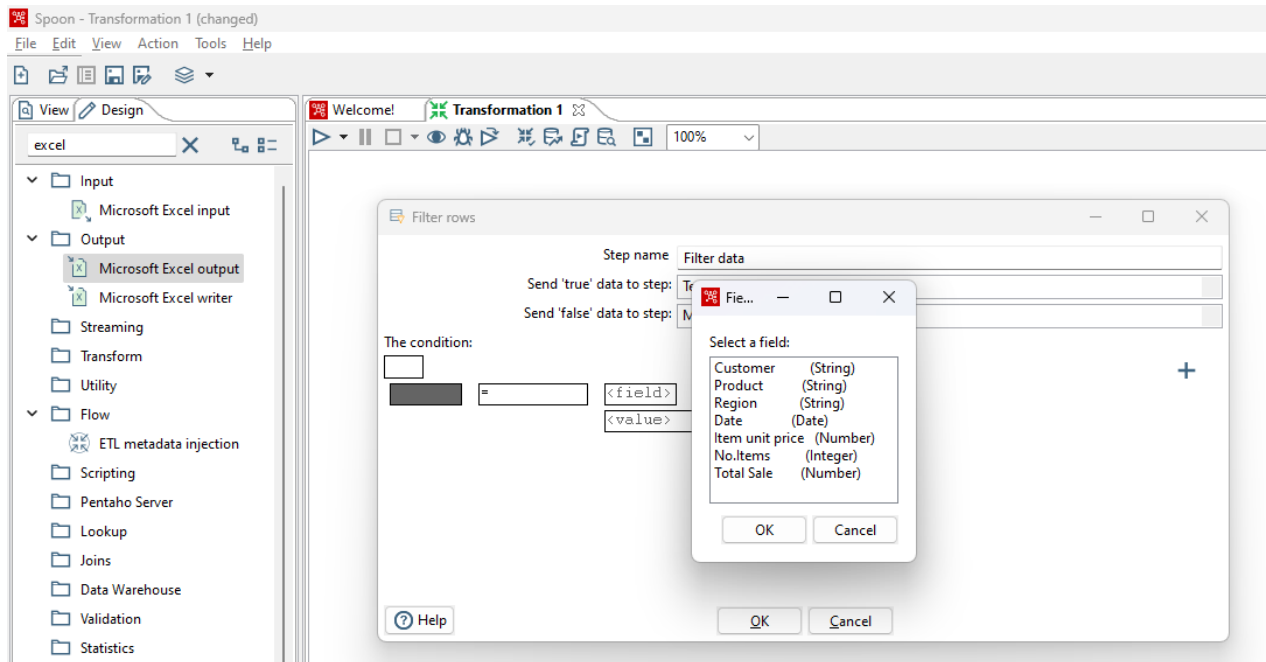 Spoon - Transformation 1 (changed)
File Edit View Action Tools Help
View Design
Welcome! Transformation 1
excel
100%
Input
Microsoft Excel input
Output
Microsoft Excel output
Microsoft Excel writer
Streaming
Transform
Utility
Flow
ETL metadata injection
Scripting
Pentaho Server
Lookup
Joins
Data Warehouse
Validation
Statistics
Filter rows
Step name Filter data
Send 'true' data to step: Te
Send 'false' data to step: M
The condition:
= <field>
<value>
Fie...
Select a field:
Customer (String)
Product (String)
Region (String)
Date (Date)
Item unit price (Number)
No.Items (Integer)
Total Sale (Number)
OK Cancel
Help OK Cancel